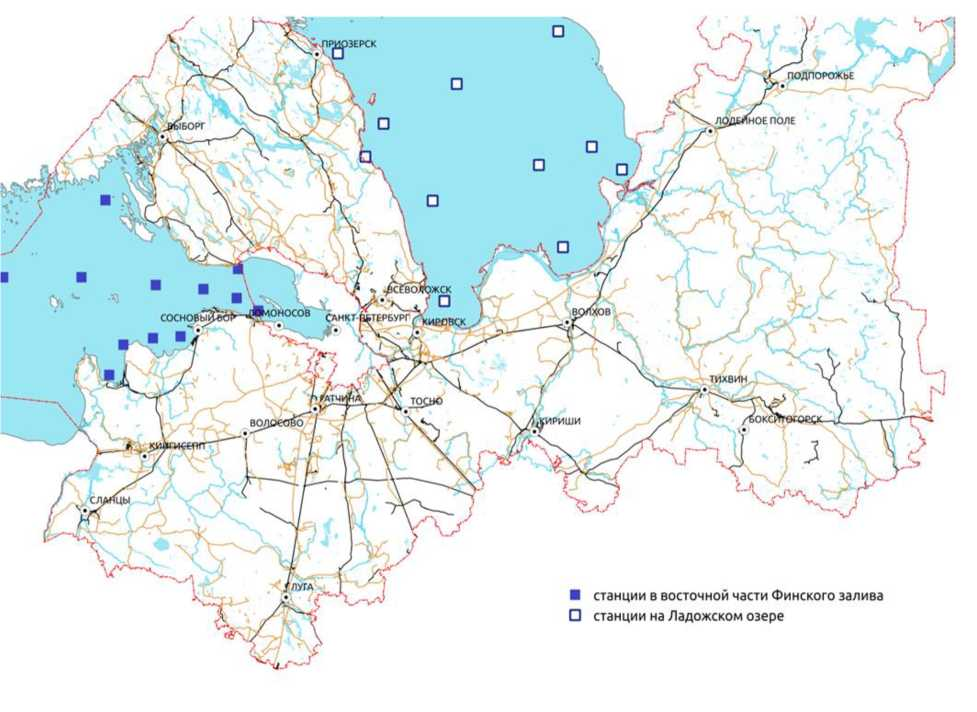 ПРИОЗЕРСК
ПОДПОРОЖЬЕ
ВЫБОРГ
ЛОДЕЙНОЕ ПОЛЕ
ВСЕВОЛОЖСК
СОСНОВЫЙ БОР
ЛОМОНОСОВ
САНКТ-ПЕТЕРБУРГ
КИРОВСК
ВОЛХОВ
ТИХВИН
ГАТЧИНА
ТОСНО
ВОЛОСОВО
КИРИШИ
БОКСИТОГОРСК
КИНГИСЕПП
СЛАНЦЫ
ЛУГА
станции в восточной части Финского залива
станции на Ладожском озере